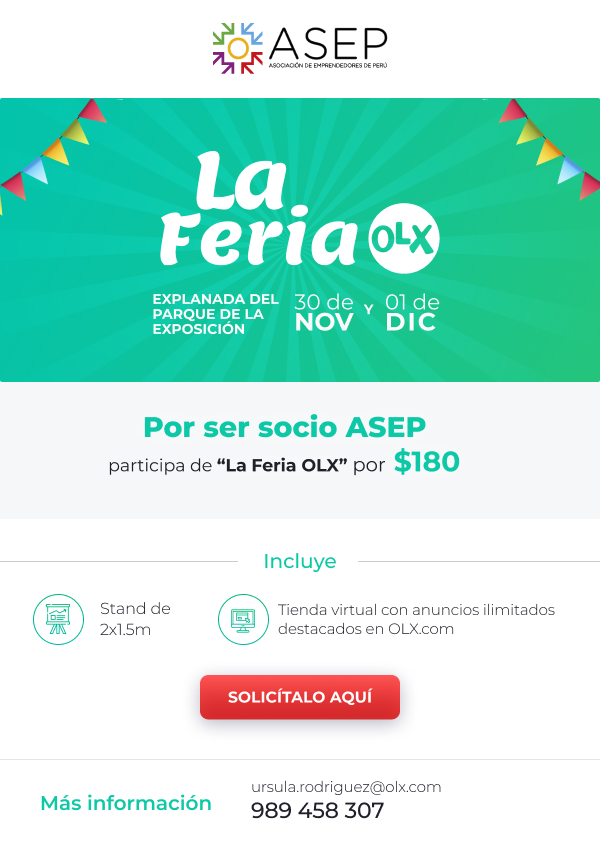 ASEP
ASOCIACIÓN DE EMPRENDEDORES DE PERÚ
La
Feria OLX
EXPLANADA DEL
PARQUE DE LA
EXPOSICIÓN
30 de
NOV
Y
01 de
DIC
Por ser socio ASEP
participa de “La Feria OLX” por $180
Incluye
Stand de
2x1.5m
Tienda virtual con anuncios ilimitados
destacados en OLX.com
SOLICÍTALO AQUÍ
Más información
ursula.rodriguez@olx.com
989 458 307